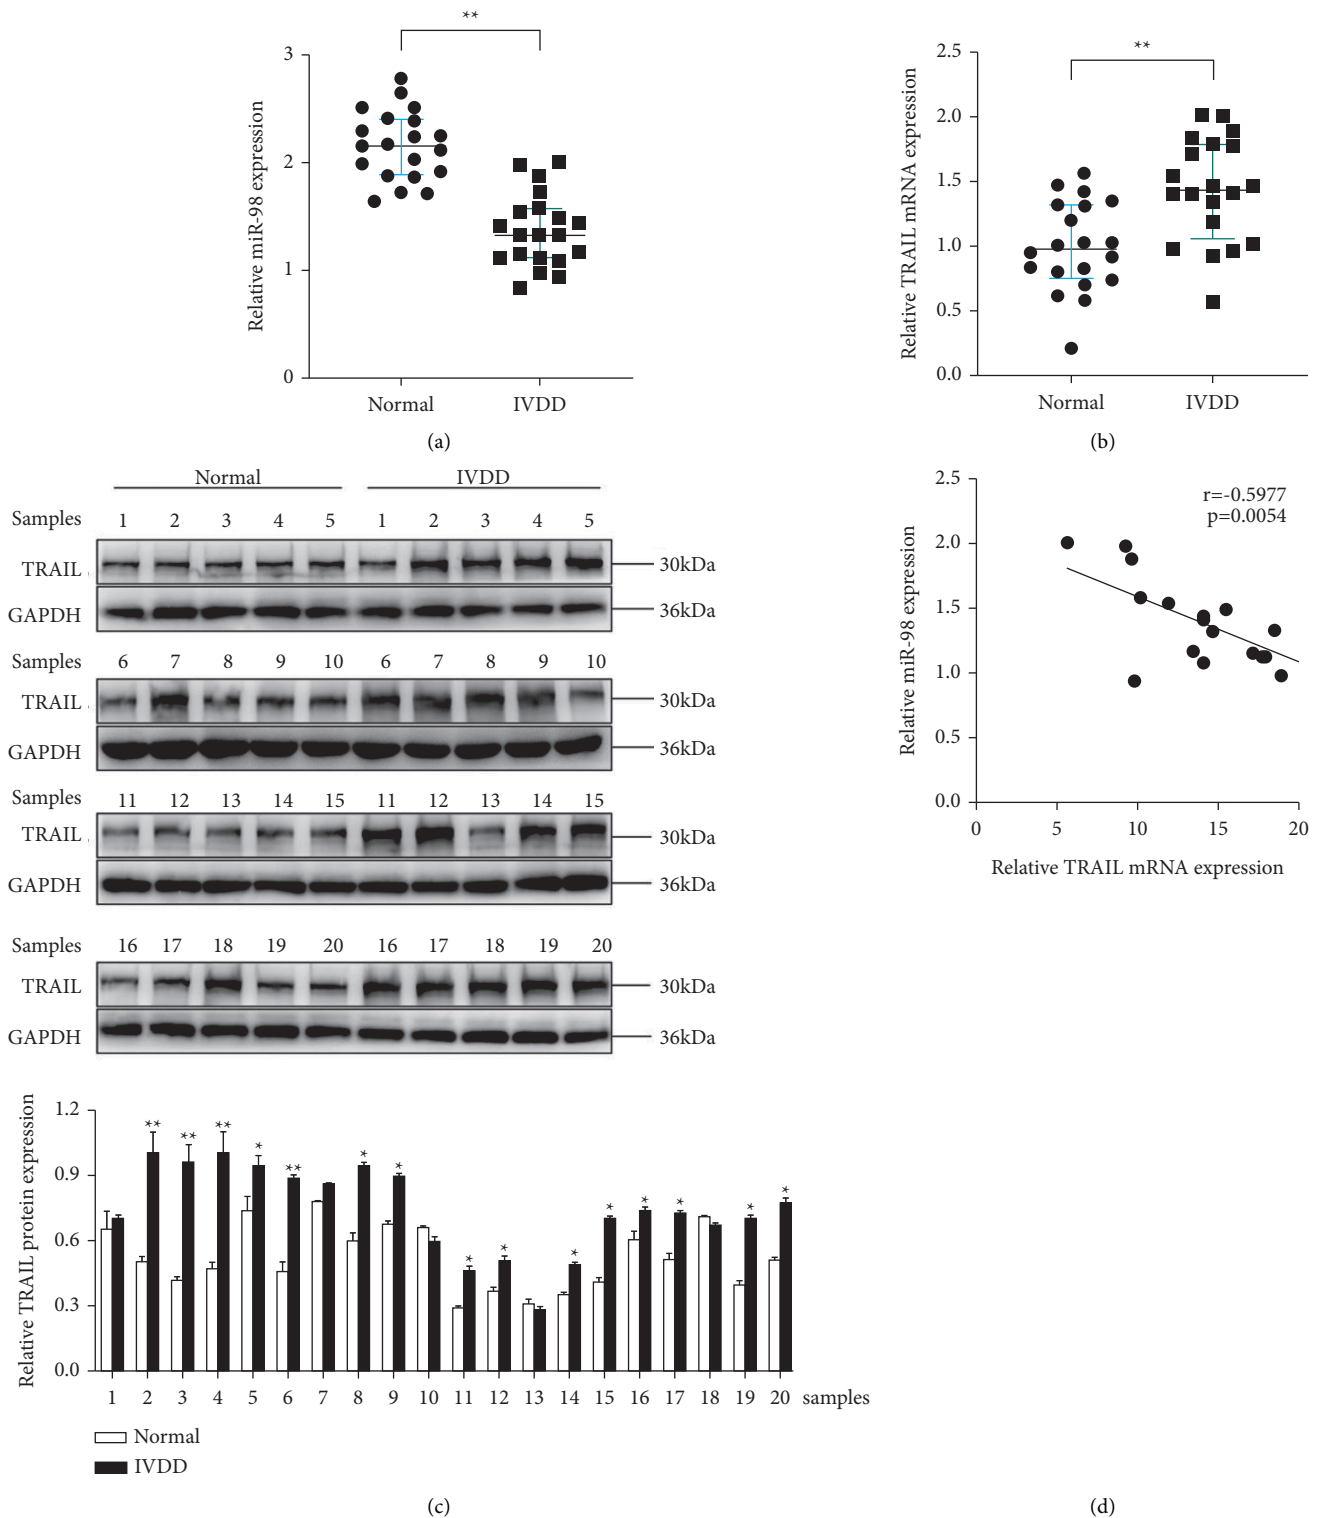 **
3
2
1
0
Relative miR-98 expression
Normal IVDD
(a)
**
2.5
2.0
1.5
1.0
0.5
0.0
Relative TRAIL mRNA expression
Normal IVDD
(b)
Normal IVDD
Samples 1 2 3 4 5 1 2 3 4 5
TRAIL 30kDa
GAPDH 36kDa
Samples 6 7 8 9 10 6 7 8 9 10
TRAIL 30kDa
GAPDH 36kDa
Samples 11 12 13 14 15 11 12 13 14 15
TRAIL 30kDa
GAPDH 36kDa
Samples 16 17 18 19 20 16 17 18 19 20
TRAIL 30kDa
GAPDH 36kDa
1.2
0.9
0.6
0.3
0.0
Relative TRAIL protein expression
** ** ** * ** * * * * * * * * * *
1 2 3 4 5 6 7 8 9 10 11 12 13 14 15 16 17 18 19 20 samples
Normal
IVDD
(c)
2.5
2.0
1.5
1.0
0.5
0.0
Relative miR-98 expression
r=-0.5977
p=0.0054
0 5 10 15 20
Relative TRAIL mRNA expression
(d)